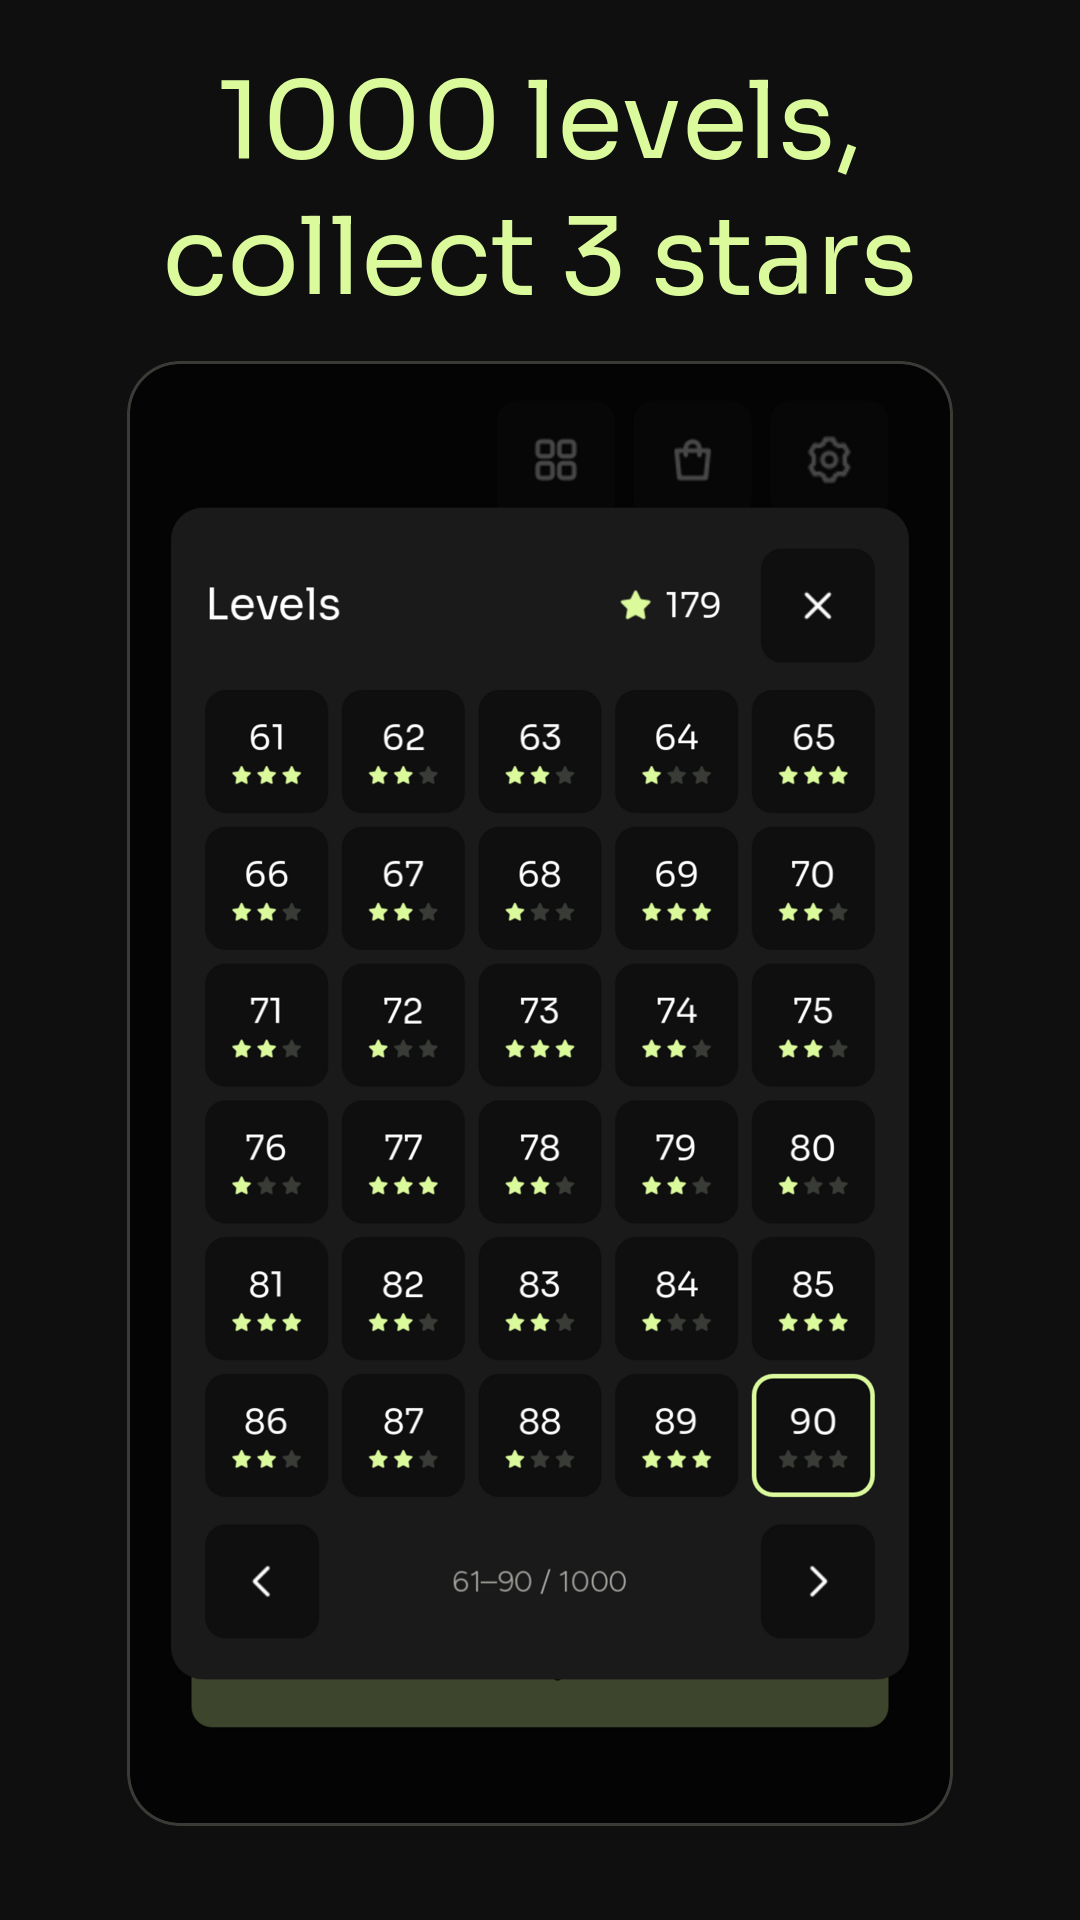 1000 levels,
collect 3 stars
Levels
179
61 62 63 64 65
66 67 68 69 70
71 72 73 74 75
76 77 78 79 80
81 82 83 84 85
86 87 88 89 90
61–90 / 1000